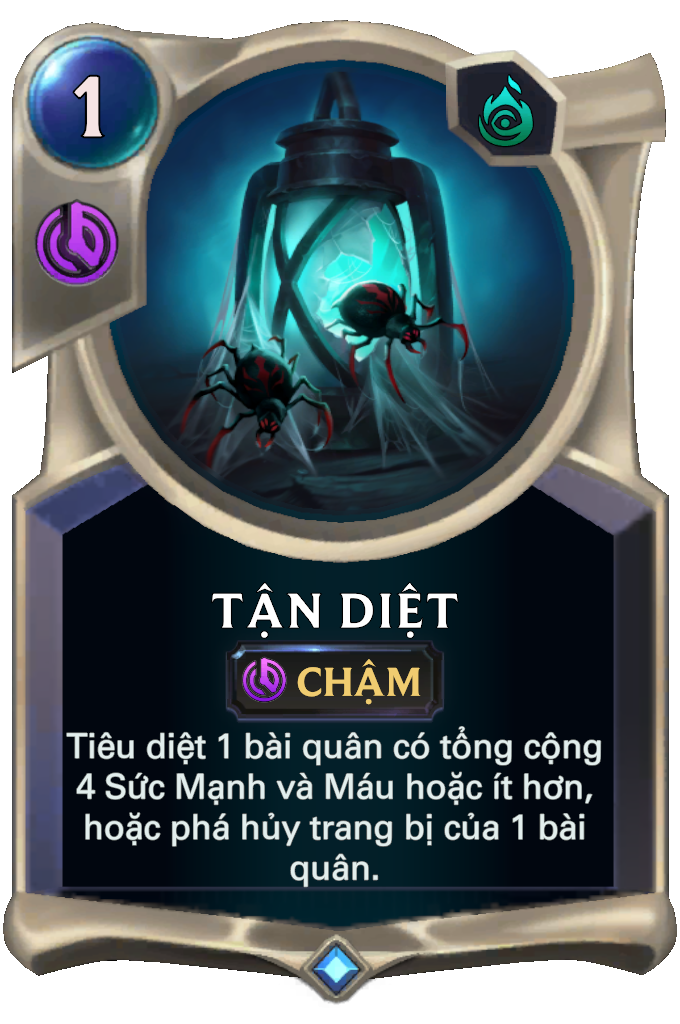 1
TẬN DIỆT
CHẬM
Tiêu diệt 1 bài quân có tổng cộng
4 Sức Mạnh và Máu hoặc ít hơn,
hoặc phá hủy trang bị của 1 bài
quân.